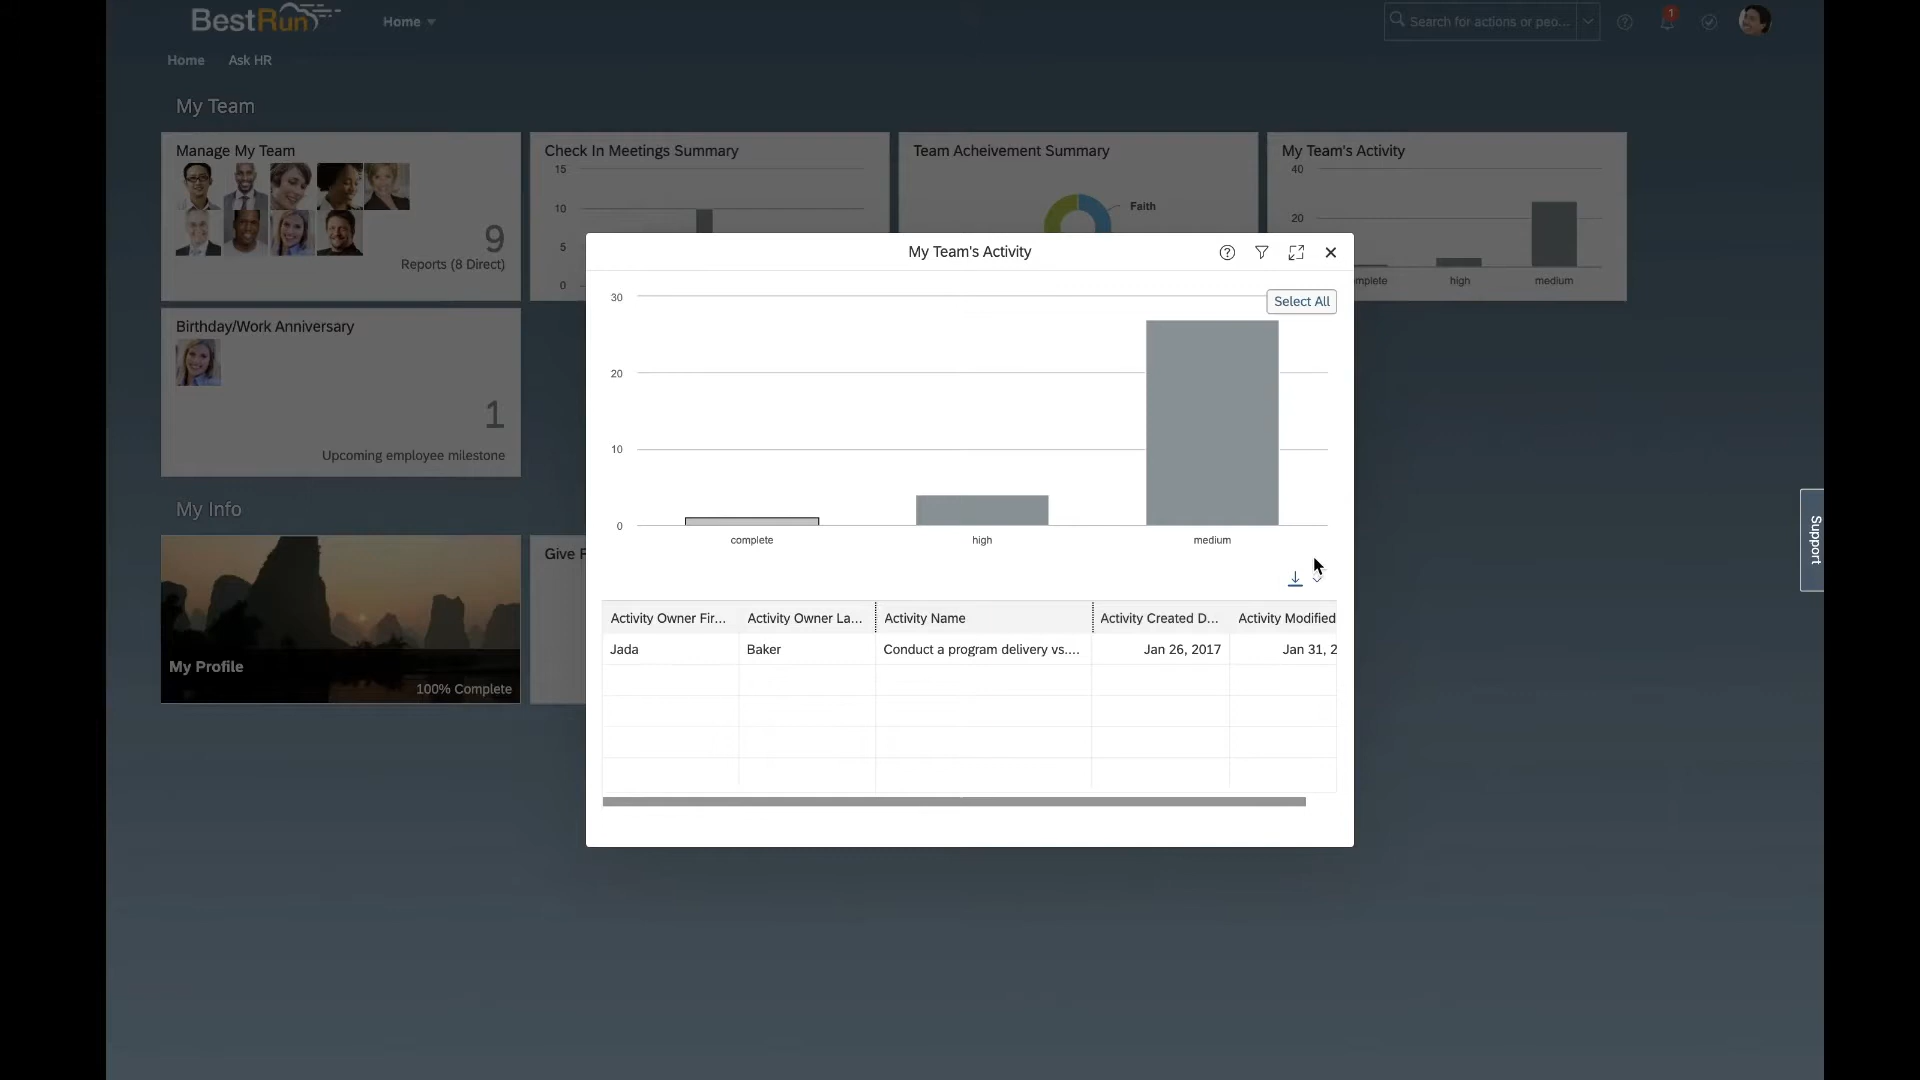 BestRun
Home
Search for actions or peo...
1
Home
Ask HR
My Team
Manage My Team
9
Reports (8 Direct)
Check In Meetings Summary
15
10
5
0
Team Acheivement Summary
Faith
My Team's Activity
40
20
mplete
high
medium
Birthday/Work Anniversary
1
Upcoming employee milestone
My Info
My Profile
100% Complete
Give F
My Team's Activity
Select All
30
20
10
0
complete
high
medium
Activity Owner Fir...
Activity Owner La...
Activity Name
Activity Created D...
Activity Modified
Jada
Baker
Conduct a program delivery vs....
Jan 26, 2017
Jan 31, 2
Support